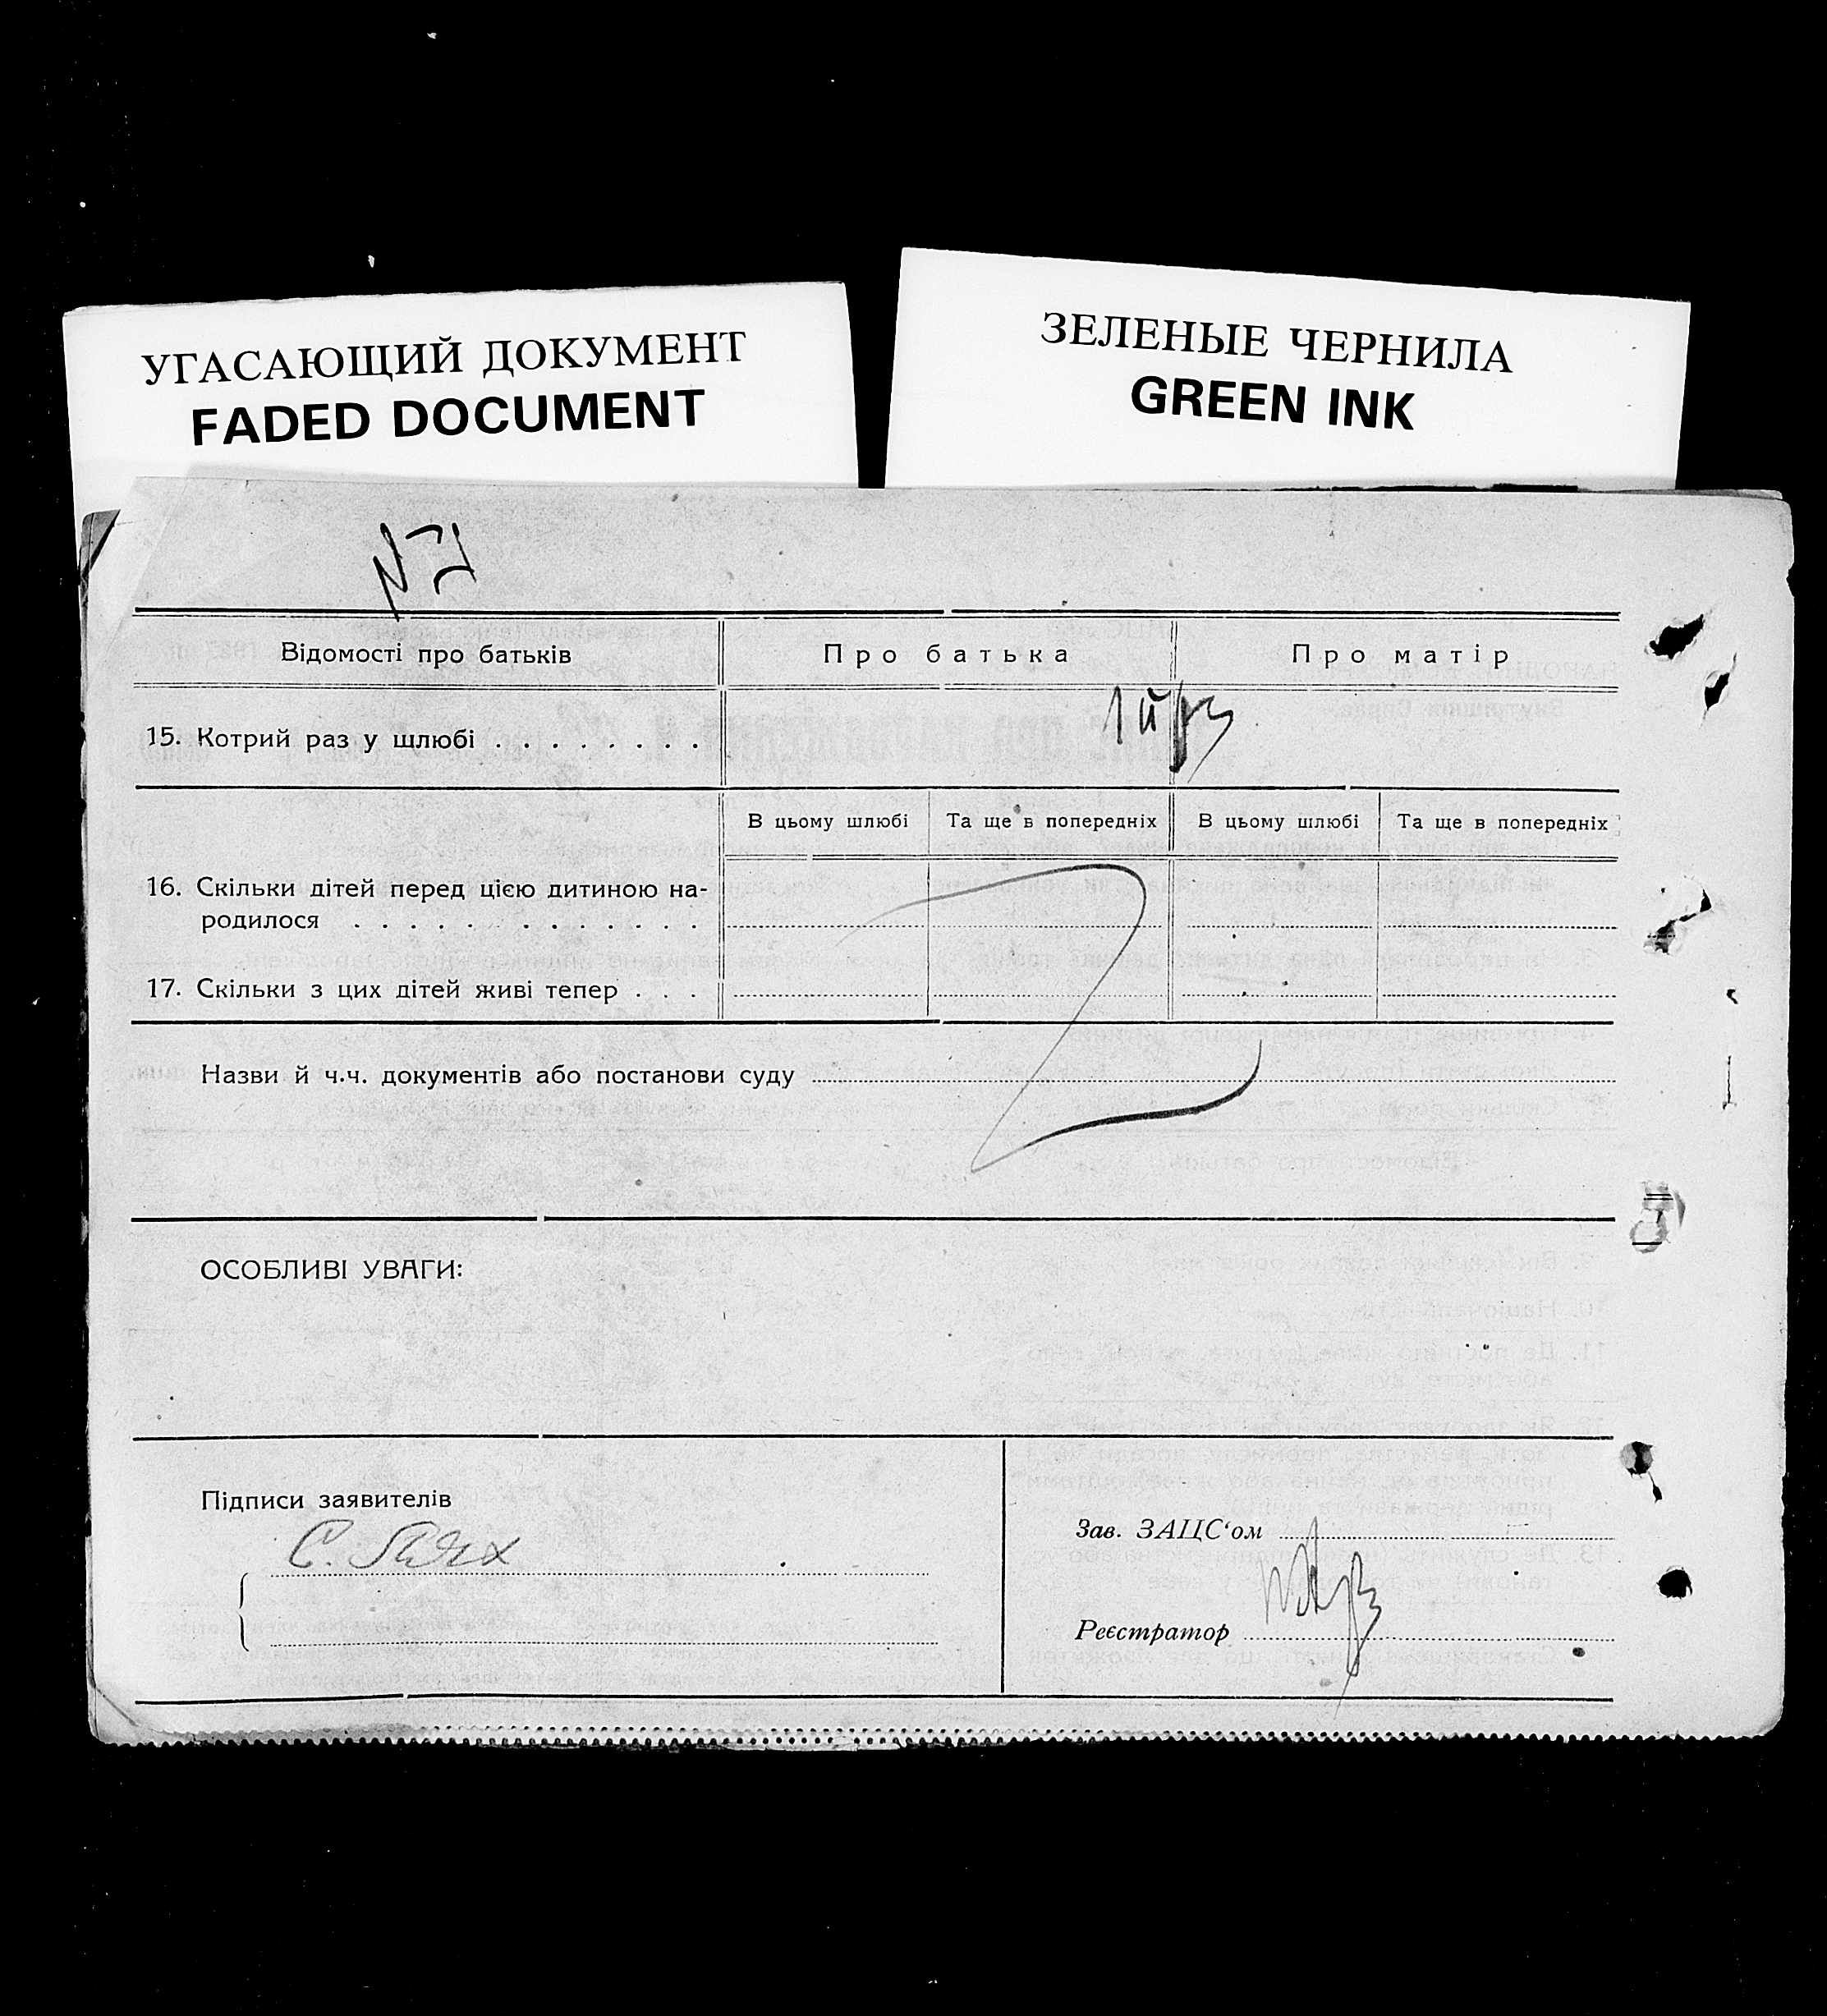 УГАСАЮЩИЙ ДОКУМЕНТ
FADED DOCUMENT
ЗЕЛЕНЫЕ ЧЕРНИЛА
GREEN INK
Відомості про батьків
Про батька
Про матір
15. Котрий раз у шлюбі . . . . . . . .
1й раз
В цьому шлюбі
Та ще в попередніх
В цьому шлюбі
Та ще в попередніх
16. Скільки дітей перед цією дитиною на-
родилося . . . . . . . . . . . . .
17. Скільки з цих дітей живі тепер . . .
Назви й ч.ч. документів або постанови суду
ОСОБЛИВІ УВАГИ:
Підписи заявителів
С.
Зав. ЗАЦС‘ом
Реєстратор